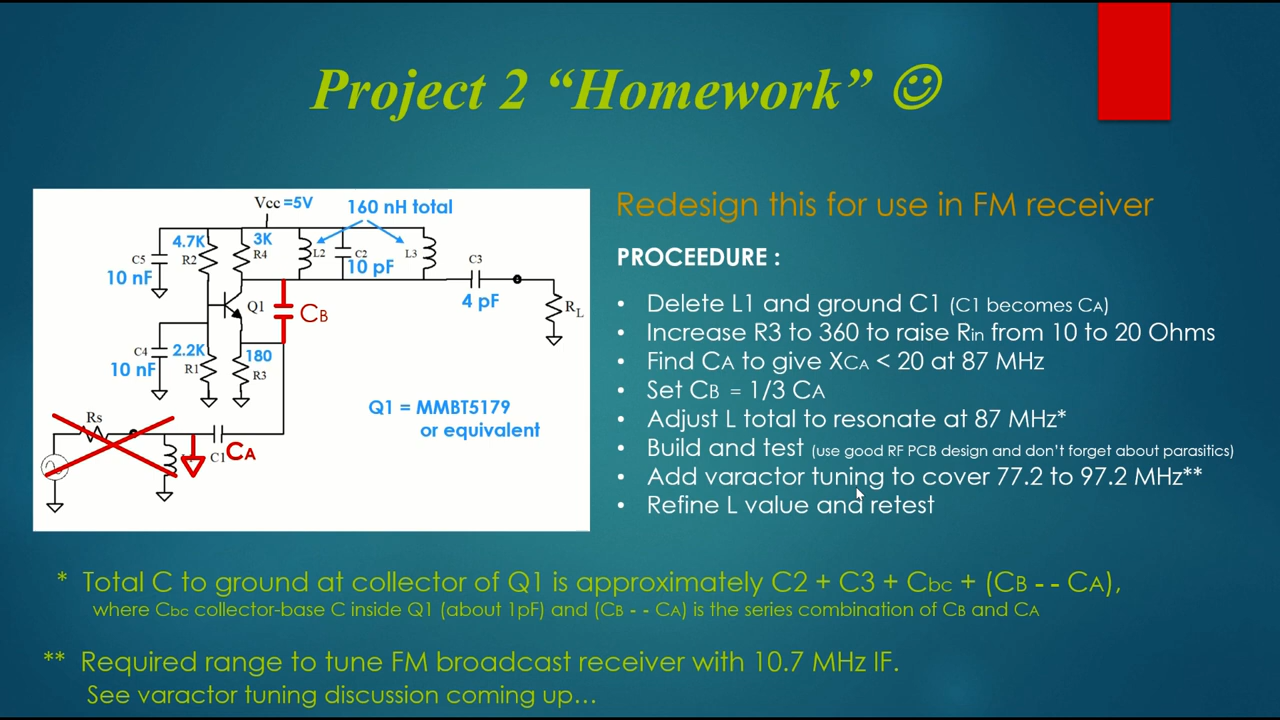 Project 2 “Homework” ☺
Vcc =5V
160 nH total
4.7K
3K
C5
R2
R4
L2
C2
L3
C3
10 nF
10 pF
4 pF
Q1
CB
RL
C4
2.2K
180
10 nF
R1
R3
Q1 = MMBT5179
or equivalent
Rs
C1
CA
Redesign this for use in FM receiver
PROCEEDURE :
• Delete L1 and ground C1 (C1 becomes CA)
• Increase R3 to 360 to raise Rin from 10 to 20 Ohms
• Find CA to give XCA < 20 at 87 MHz
• Set CB = 1/3 CA
• Adjust L total to resonate at 87 MHz*
• Build and test (use good RF PCB design and don’t forget about parasitics)
• Add varactor tuning to cover 77.2 to 97.2 MHz**
• Refine L value and retest
* Total C to ground at collector of Q1 is approximately C2 + C3 + Cbc + (CB - - CA),
where Cbc collector-base C inside Q1 (about 1pF) and (CB - - CA) is the series combination of CB and CA
** Required range to tune FM broadcast receiver with 10.7 MHz IF.
See varactor tuning discussion coming up…